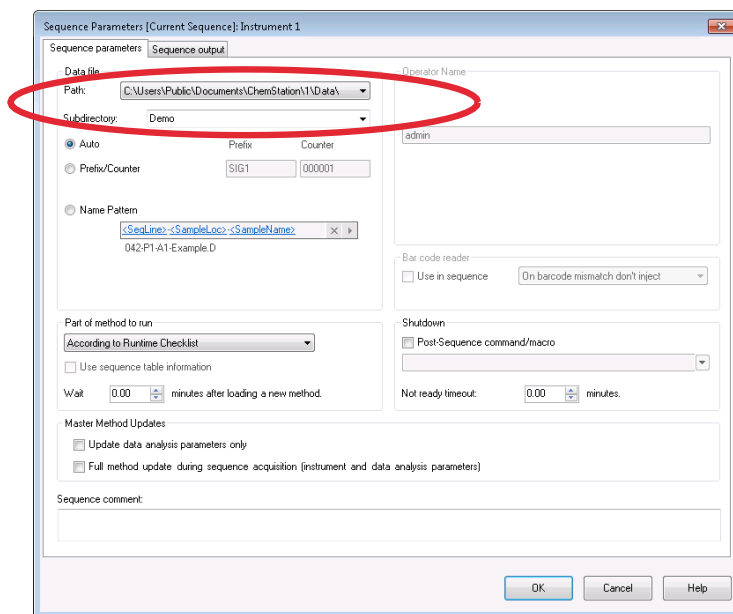 Sequence Parameters [Current Sequence]: Instrument 1
Sequence parameters
Sequence output
Data file
Path:
C:\Users\Public\Documents\ChemStation\1\Data\
Subdirectory:
Demo
Auto
Prefix
Counter
Prefix/Counter
SIG1
000001
Name Pattern
<SeqLine>-<SampleLoc>-<SampleName>
042-P1-A1-Example.D
Operator Name
admin
Bar code reader
Use in sequence
On barcode mismatch don't inject
Part of method to run
According to Runtime Checklist
Use sequence table information
Wait 0.00 minutes after loading a new method.
Shutdown
Post-Sequence command/macro
Not ready timeout: 0.00 minutes.
Master Method Updates
Update data analysis parameters only
Full method update during sequence acquisition (instrument and data analysis parameters)
Sequence comment:
OK
Cancel
Help